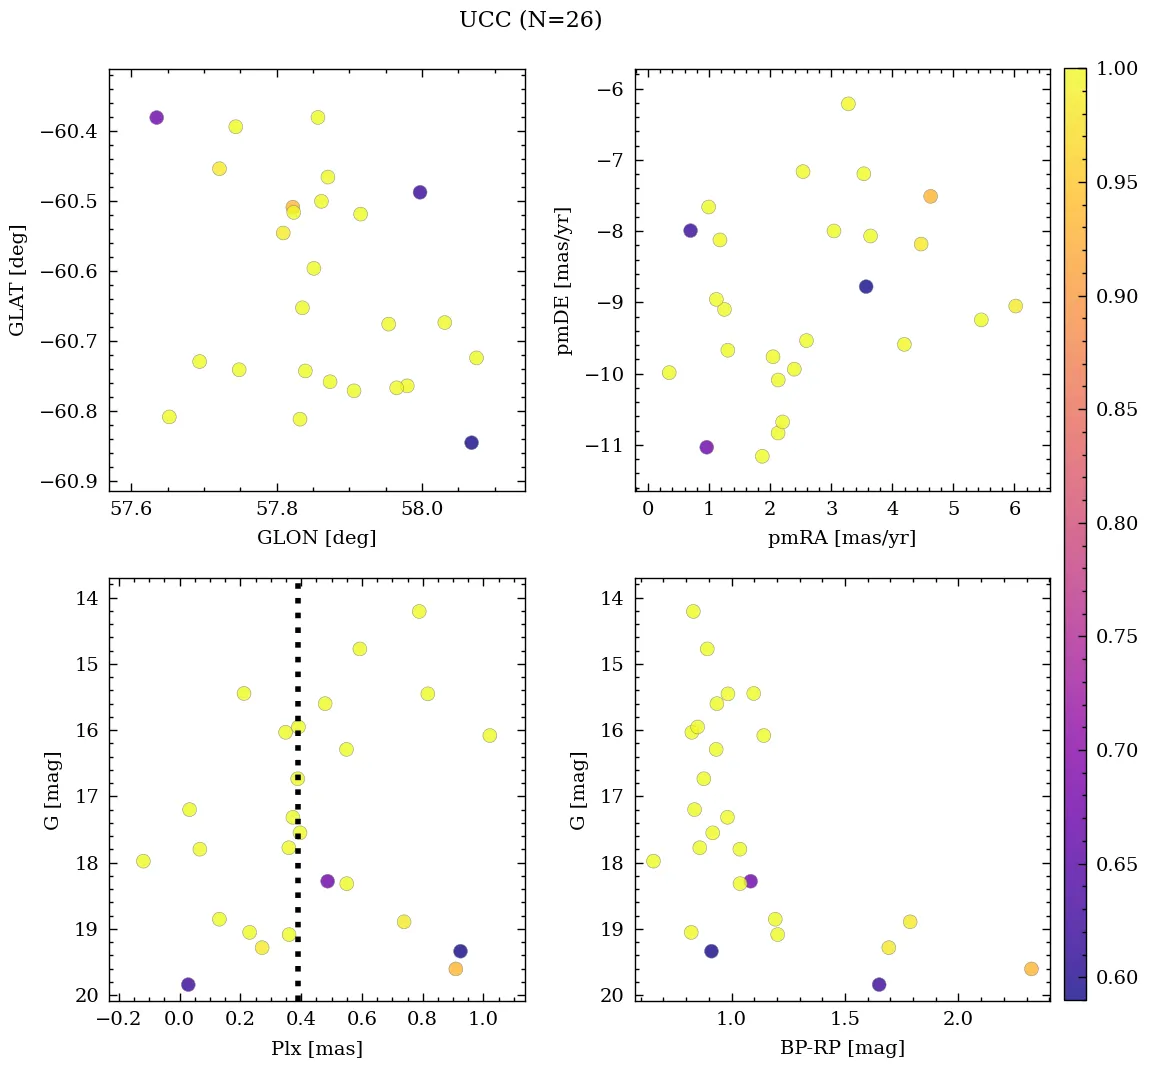 UCC (N=26)
−60.4
−60.5
−60.6
−60.7
−60.8
−60.9
57.6 57.8 58.0
GLON [deg]
GLAT [deg]
−6
−7
−8
−9
−10
−11
0 1 2 3 4 5 6
pmRA [mas/yr]
pmDE [mas/yr]
1.00
0.95
0.90
0.85
0.80
0.75
0.70
0.65
0.60
14
15
16
17
18
19
20
−0.2 0.0 0.2 0.4 0.6 0.8 1.0
Plx [mas]
G [mag]
14
15
16
17
18
19
20
1.0 1.5 2.0
BP-RP [mag]
G [mag]